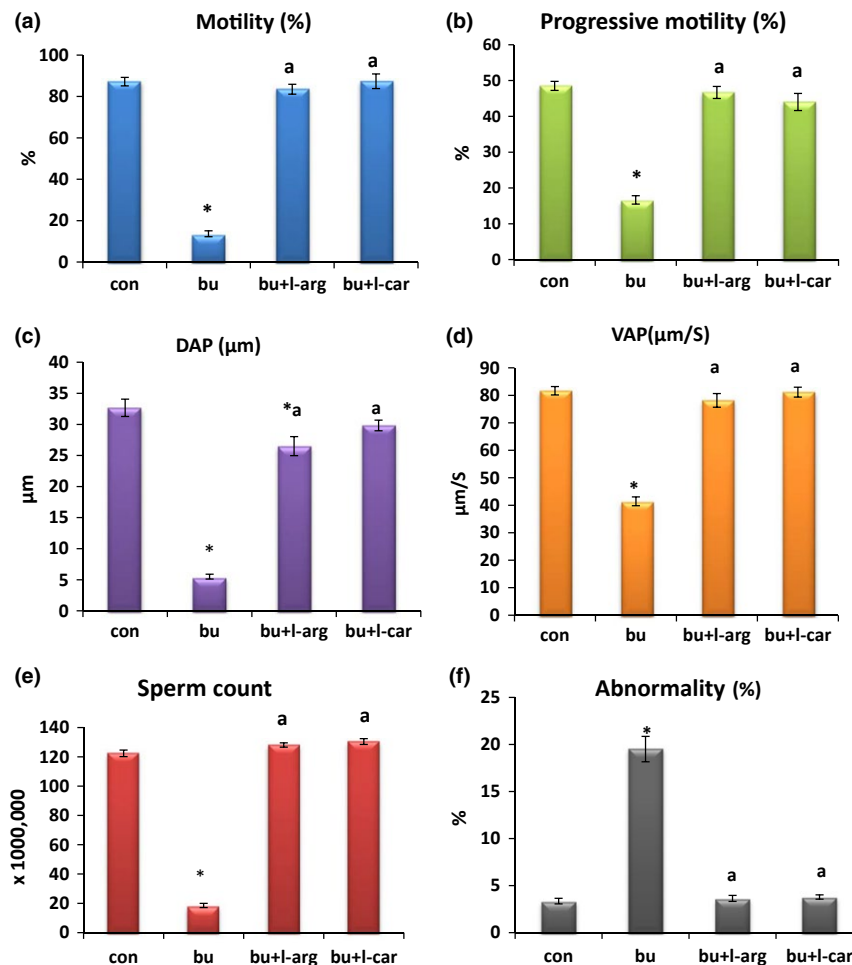 (a) Motility (%)
100
80
60
40
20
0
%
a a
*
con bu bu+l-arg bu+l-car
(b) Progressive motility (%)
60
50
40
30
20
10
0
%
a a
*
con bu bu+l-arg bu+l-car
(c) DAP (µm)
40
35
30
25
20
15
10
5
0
µm
*a a
*
con bu bu+l-arg bu+l-car
(d) VAP(µm/S)
90
80
70
60
50
40
30
20
10
0
µm/S
a a
*
con bu bu+l-arg bu+l-car
(e) Sperm count
140
120
100
80
60
40
20
0
x 1000,000
a a
*
con bu bu+l-arg bu+l-car
(f) Abnormality (%)
25
20
15
10
5
0
%
*
a a
con bu bu+l-arg bu+l-car